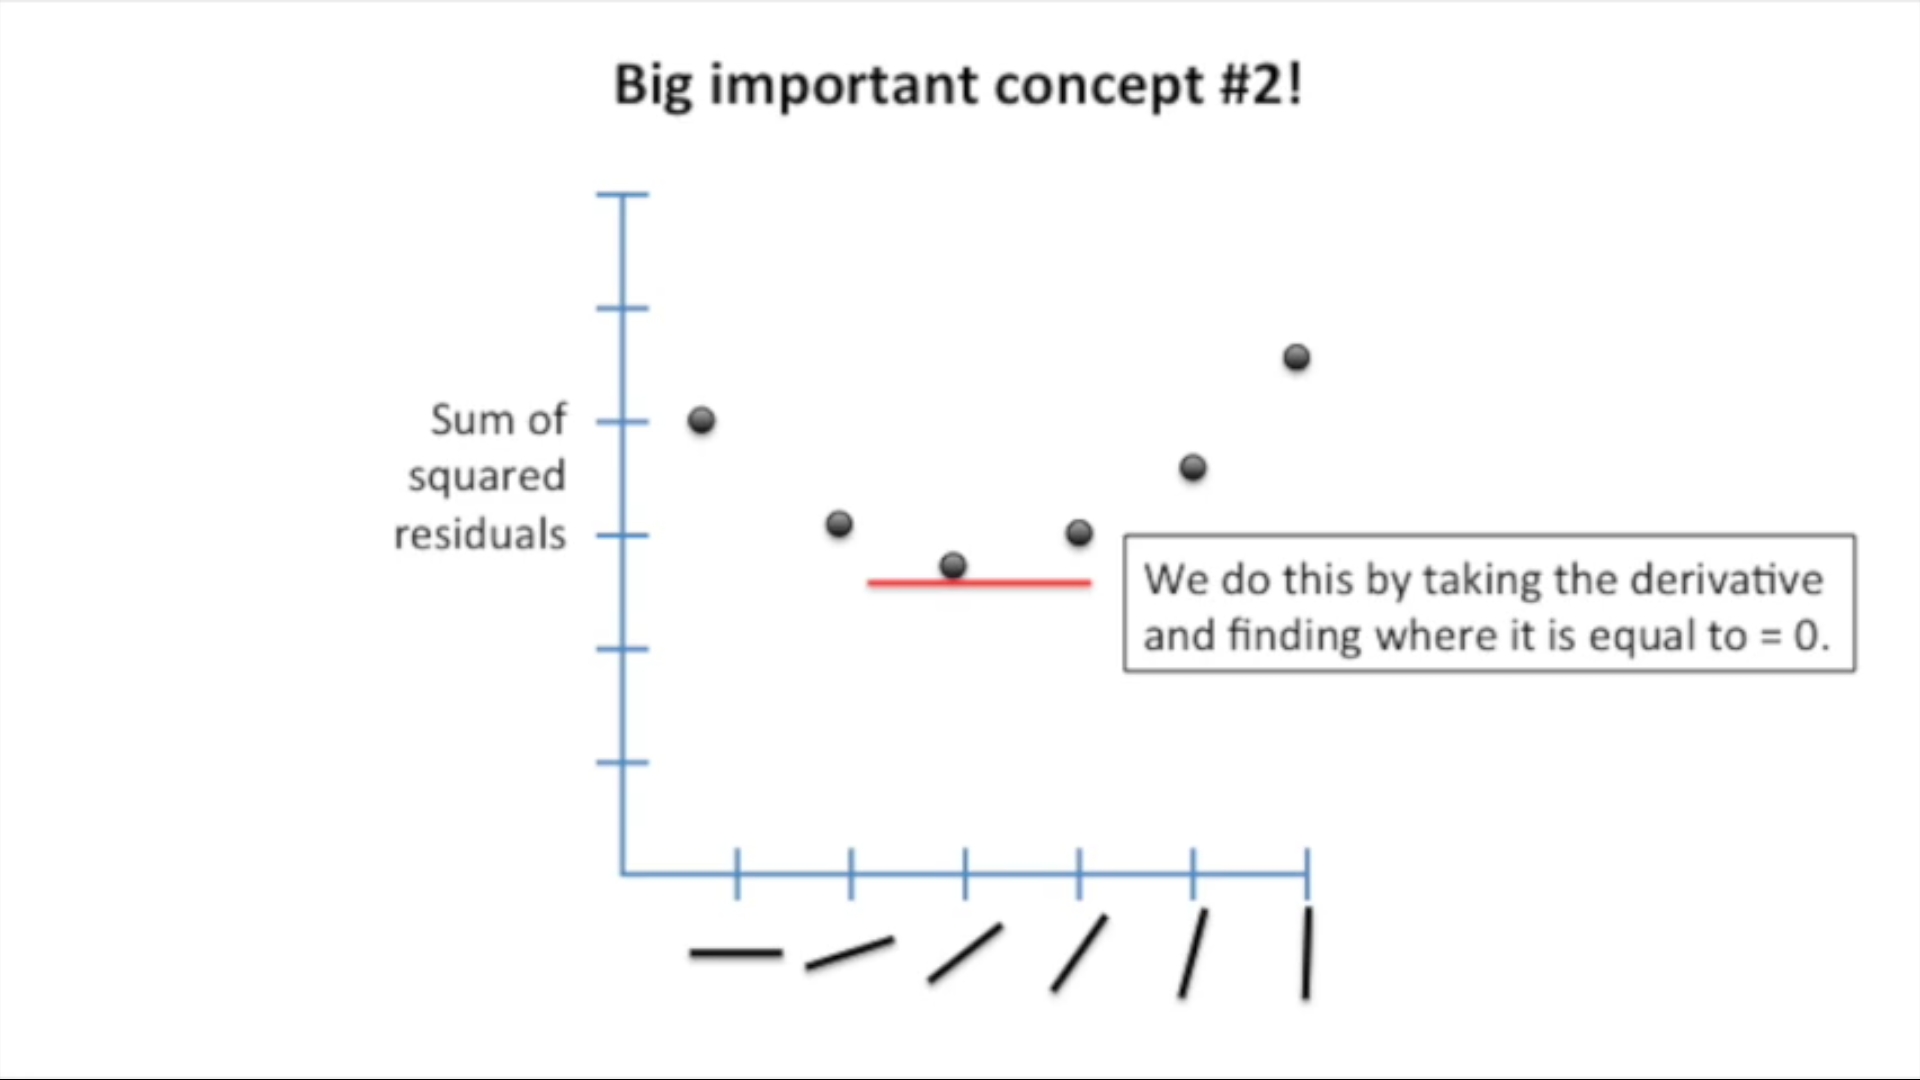 Big important concept #2!
Sum of
squared
residuals
We do this by taking the derivative
and finding where it is equal to = 0.